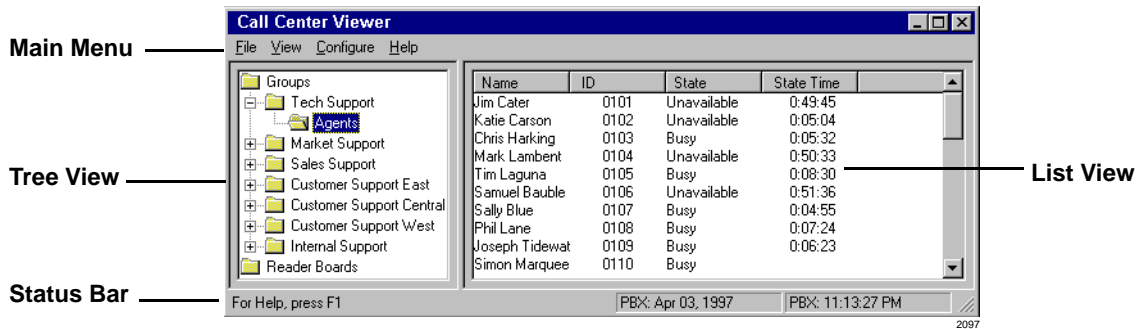 Call Center Viewer
Main Menu
File View Configure Help
Groups
Tech Support
Agents
Market Support
Sales Support
Customer Support East
Customer Support Central
Customer Support West
Internal Support
Reader Boards
Tree View
Name ID State State Time
Jim Cater 0101 Unavailable 0:49:45
Katie Carson 0102 Unavailable 0:05:04
Chris Harking 0103 Busy 0:05:32
Mark Lambent 0104 Unavailable 0:50:33
Tim Laguna 0105 Busy 0:08:30
Samuel Bauble 0106 Unavailable 0:51:36
Sally Blue 0107 Busy 0:04:55
Phil Lane 0108 Busy 0:07:24
Joseph Tidewat 0109 Busy 0:06:23
Simon Marquee 0110 Busy
List View
Status Bar
For Help, press F1
PBX: Apr 03, 1997
PBX: 11:13:27 PM
2097